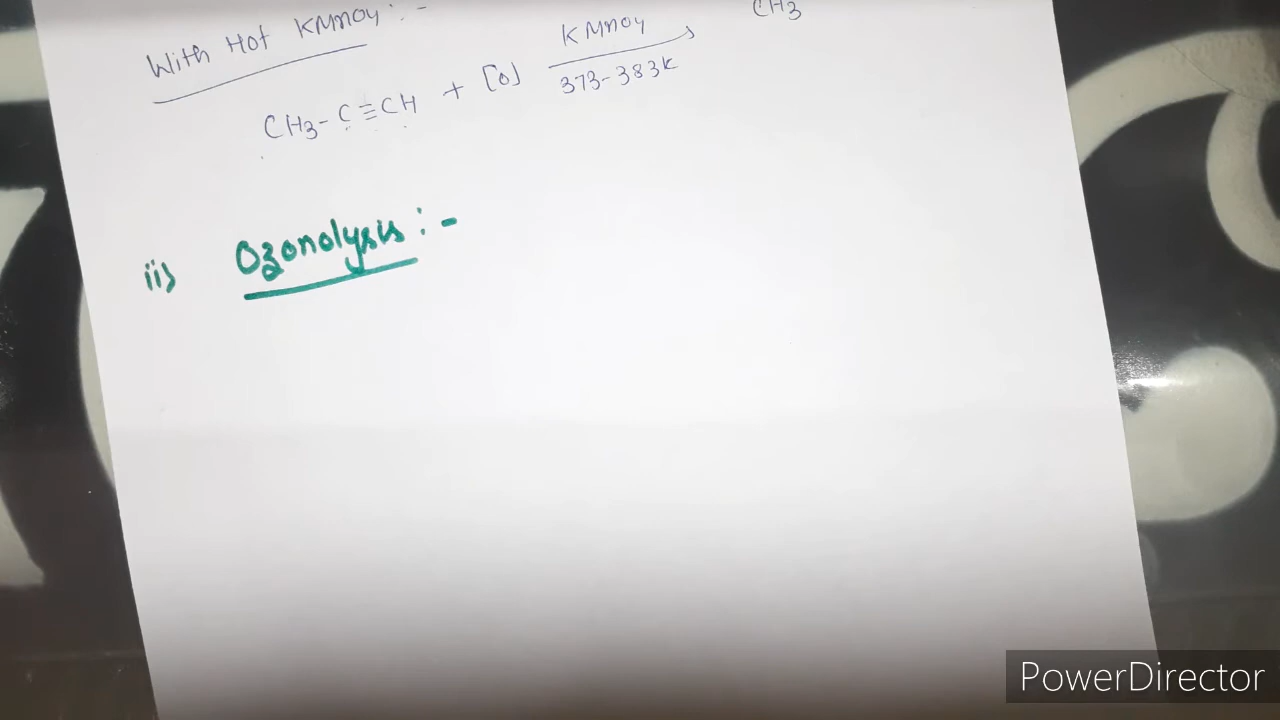 With Hot KMnO4 : -
CH3
CH3 - C ≡ CH + [O] KMnO4
373-383K
ii) Ozonolysis : -
PowerDirector